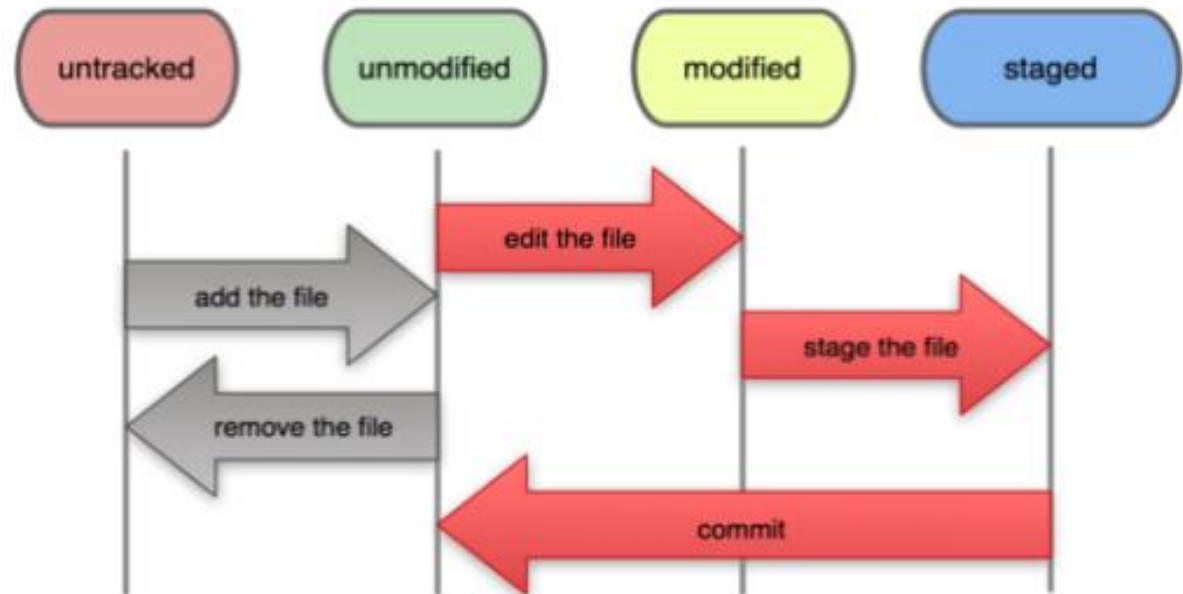 untracked
unmodified
modified
staged
edit the file
add the file
stage the file
remove the file
commit